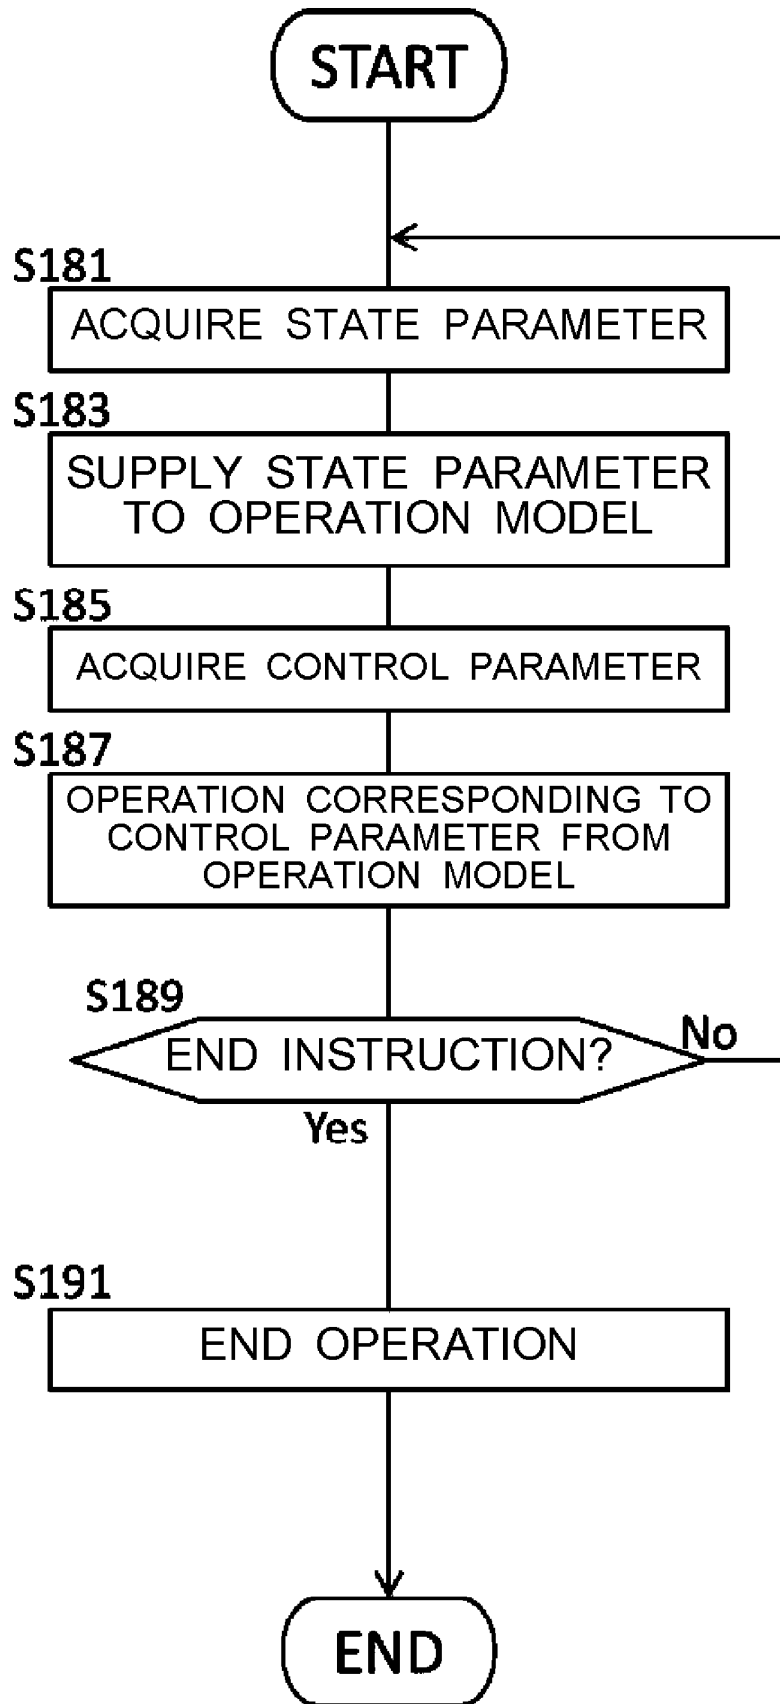 START
S181
ACQUIRE STATE PARAMETER
S183
SUPPLY STATE PARAMETER
TO OPERATION MODEL
S185
ACQUIRE CONTROL PARAMETER
S187
OPERATION CORRESPONDING TO
CONTROL PARAMETER FROM
OPERATION MODEL
S189
END INSTRUCTION?
No
Yes
S191
END OPERATION
END